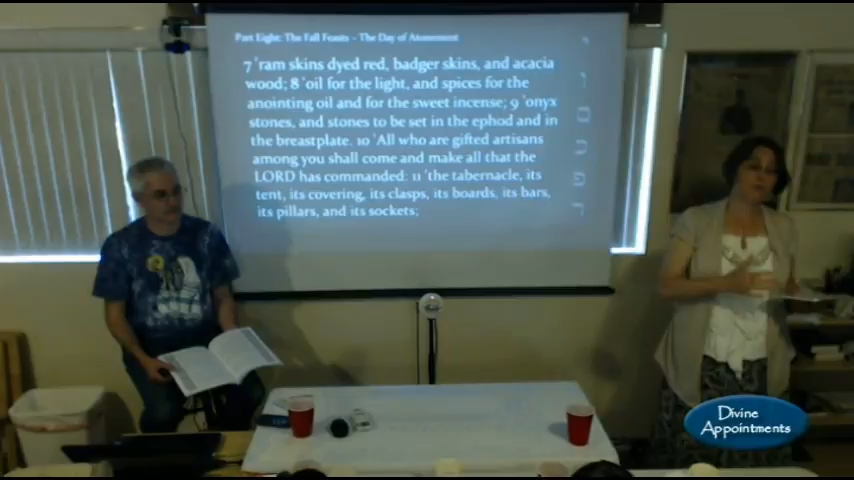 Part Eight: The Fall Feasts – The Day of Atonement
7 'ram skins dyed red, badger skins, and acacia
wood; 8 'oil for the light, and spices for the
anointing oil and for the sweet incense; 9 'onyx
stones, and stones to be set in the ephod and in
the breastplate. 10 'All who are gifted artisans
among you shall come and make all that the
LORD has commanded: 11 'the tabernacle, its
tent, its covering, its clasps, its boards, its bars,
its pillars, and its sockets;
Divine
Appointments